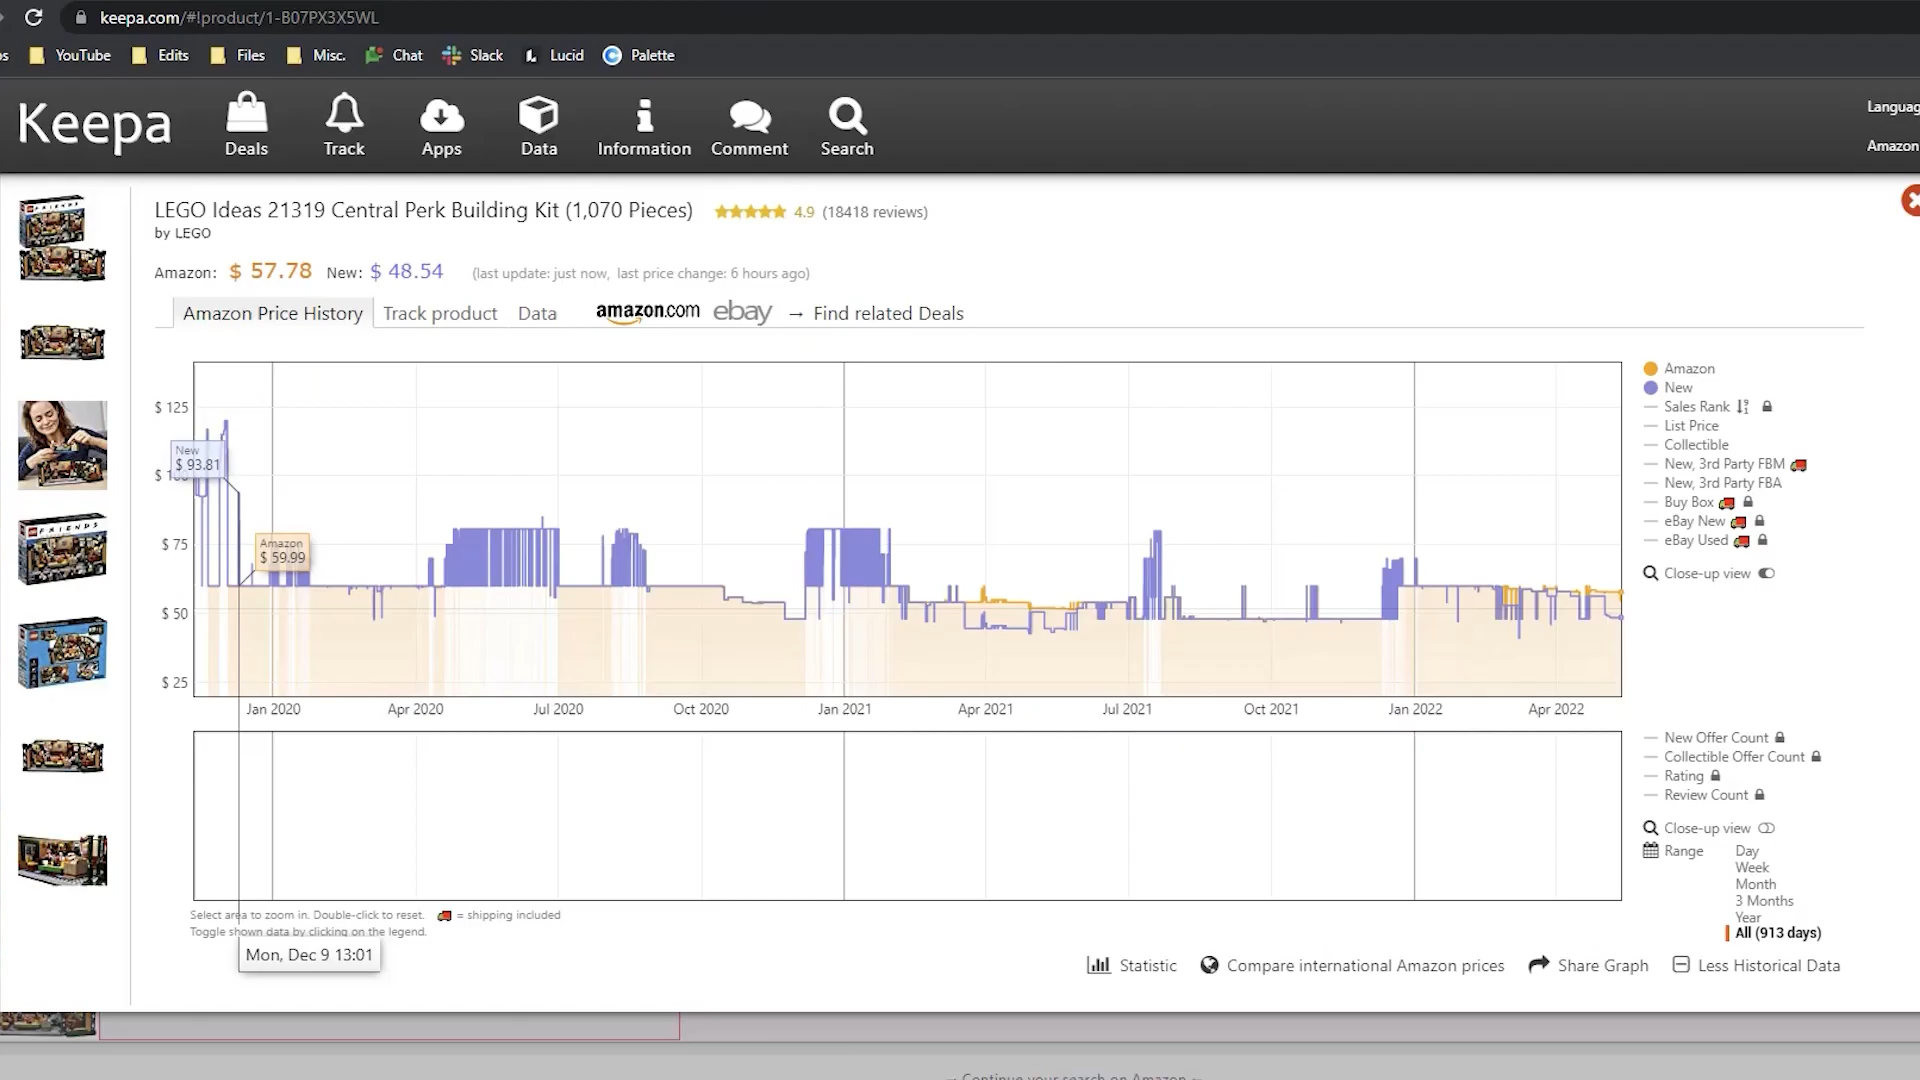 keepa.com/#!product/1-B07PX3X5WL
YouTube Edits Files Misc. Chat Slack Lucid Palette
Keepa
Deals Track Apps Data Information Comment Search
Languag
Amazon
LEGO Ideas 21319 Central Perk Building Kit (1,070 Pieces) 4.9 (18418 reviews)
by LEGO
Amazon: $ 57.78 New: $ 48.54 (last update: just now, last price change: 6 hours ago)
Amazon Price History Track product Data amazon.com ebay → Find related Deals
$ 125
$ 75
$ 50
$ 25
New
$ 93.81
Amazon
$ 59.99
Jan 2020 Apr 2020 Jul 2020 Oct 2020 Jan 2021 Apr 2021 Jul 2021 Oct 2021 Jan 2022 Apr 2022
Amazon
New
Sales Rank
List Price
Collectible
New, 3rd Party FBM
New, 3rd Party FBA
Buy Box
eBay New
eBay Used
Close-up view
New Offer Count
Collectible Offer Count
Rating
Review Count
Close-up view
Range Day
Week
Month
3 Months
Year
All (913 days)
Select area to zoom in. Double-click to reset. = shipping included
Toggle shown data by clicking on the legend.
Mon, Dec 9 13:01
Statistic Compare international Amazon prices Share Graph Less Historical Data